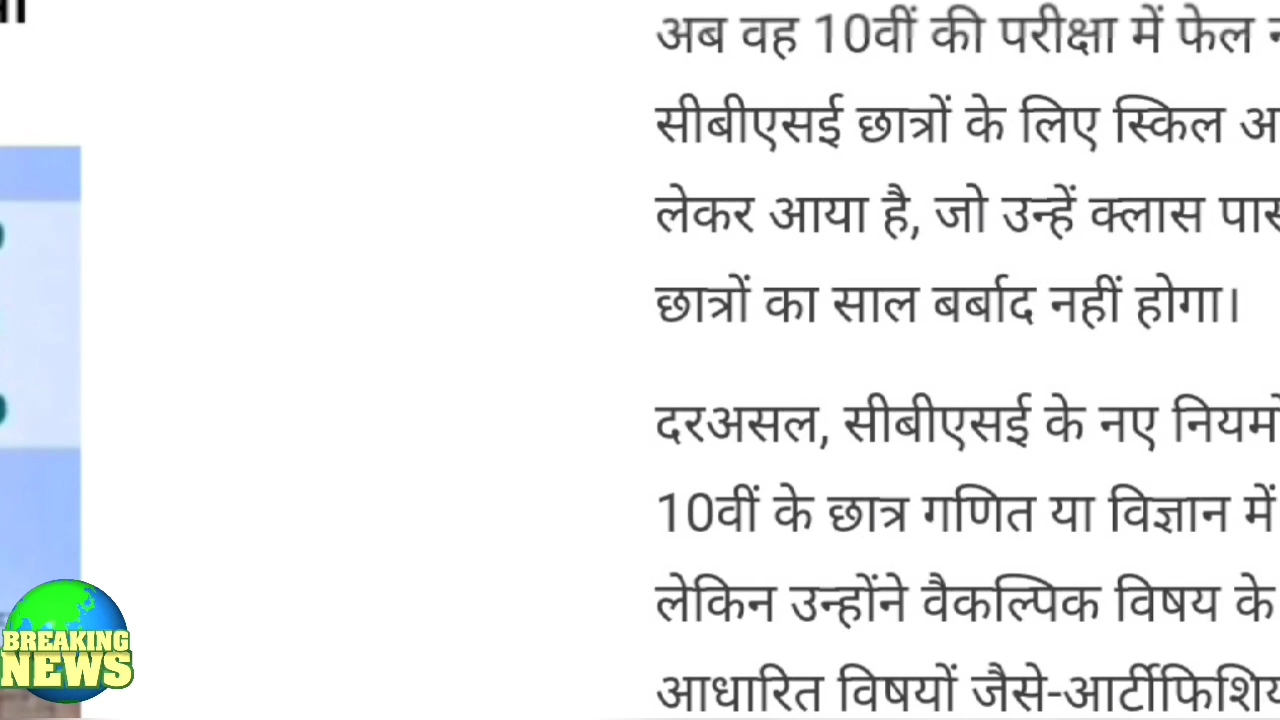 अब वह 10वीं की परीक्षा में फेल
सीबीएसई छात्रों के लिए स्किल
लेकर आया है, जो उन्हें क्लास
छात्रों का साल बर्बाद नहीं होगा।
दरअसल, सीबीएसई के नए
10वीं के छात्र गणित या विज्ञान में
लेकिन उन्होंने वैकल्पिक विषय के
आधारित विषयों
BREAKING
NEWS